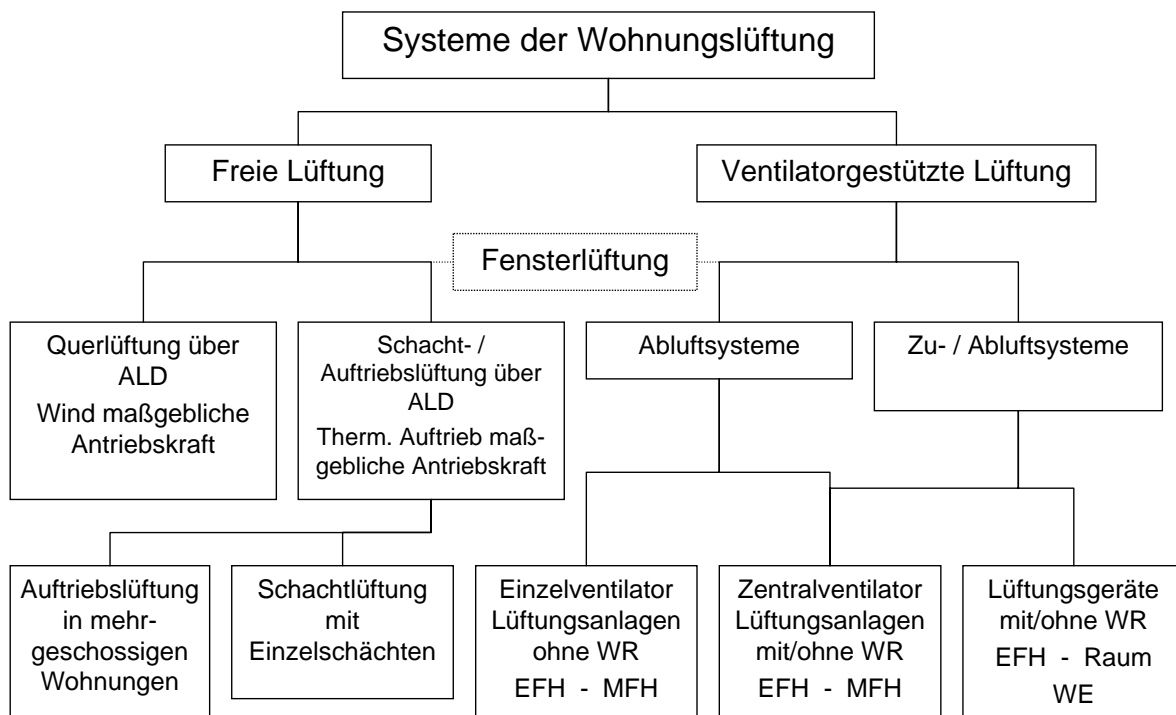 Systeme der Wohnungslüftung
Freie Lüftung
Ventilatorgestützte Lüftung
Fensterlüftung
Querlüftung über
ALD
Wind maßgebliche
Antriebskraft
Schacht- /
Auftriebslüftung über
ALD
Therm. Auftrieb maß-
gebliche Antriebskraft
Abluftsysteme
Zu- / Abluftsysteme
Auftriebslüftung
in mehr-
geschossigen
Wohnungen
Schachtlüftung
mit
Einzelschächten
Einzelventilator
Lüftungsanlagen
ohne WR
EFH - MFH
Zentralventilator
Lüftungsanlagen
mit/ohne WR
EFH - MFH
Lüftungsgeräte
mit/ohne WR
EFH - Raum
WE